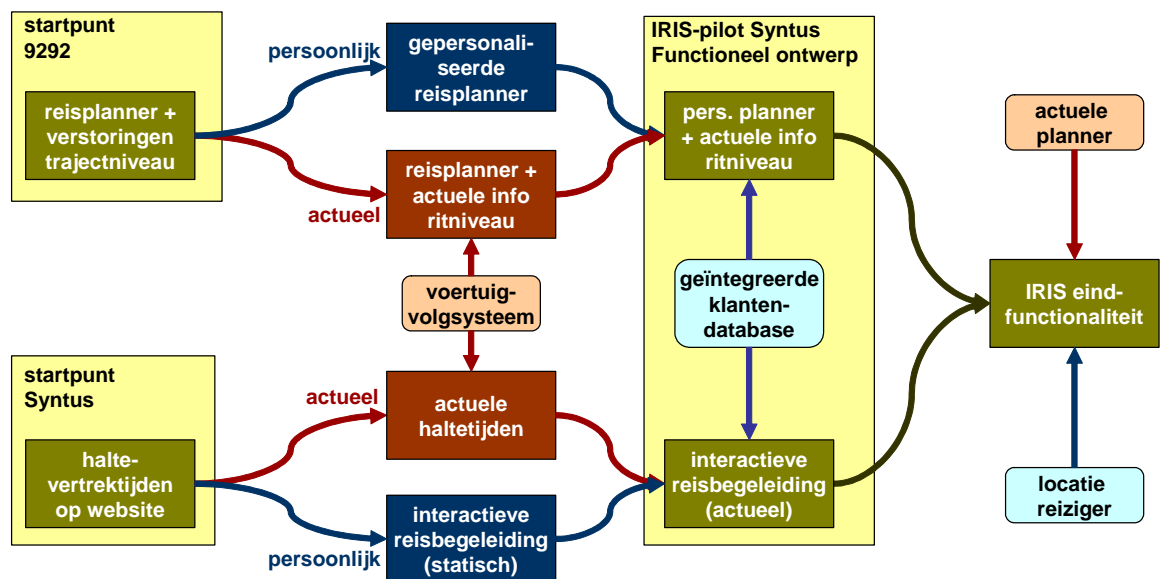 startpunt
9292
reisplanner +
verstoringen
trajectniveau
persoonlijk
actueel
gepersonali-
seerde
reisplanner
reisplanner +
actuele info
ritniveau
voertuig-
volgsysteem
startpunt
Syntus
halte-
vertrektijden
op website
actueel
persoonlijk
actuele
haltetijden
interactieve
reisbegeleiding
(statisch)
IRIS-pilot Syntus
Functioneel ontwerp
pers. planner
+ actuele info
ritniveau
geïntegreerde
klanten-
database
interactieve
reisbegeleiding
(actueel)
actuele
planner
IRIS eind-
functionaliteit
locatie
reiziger